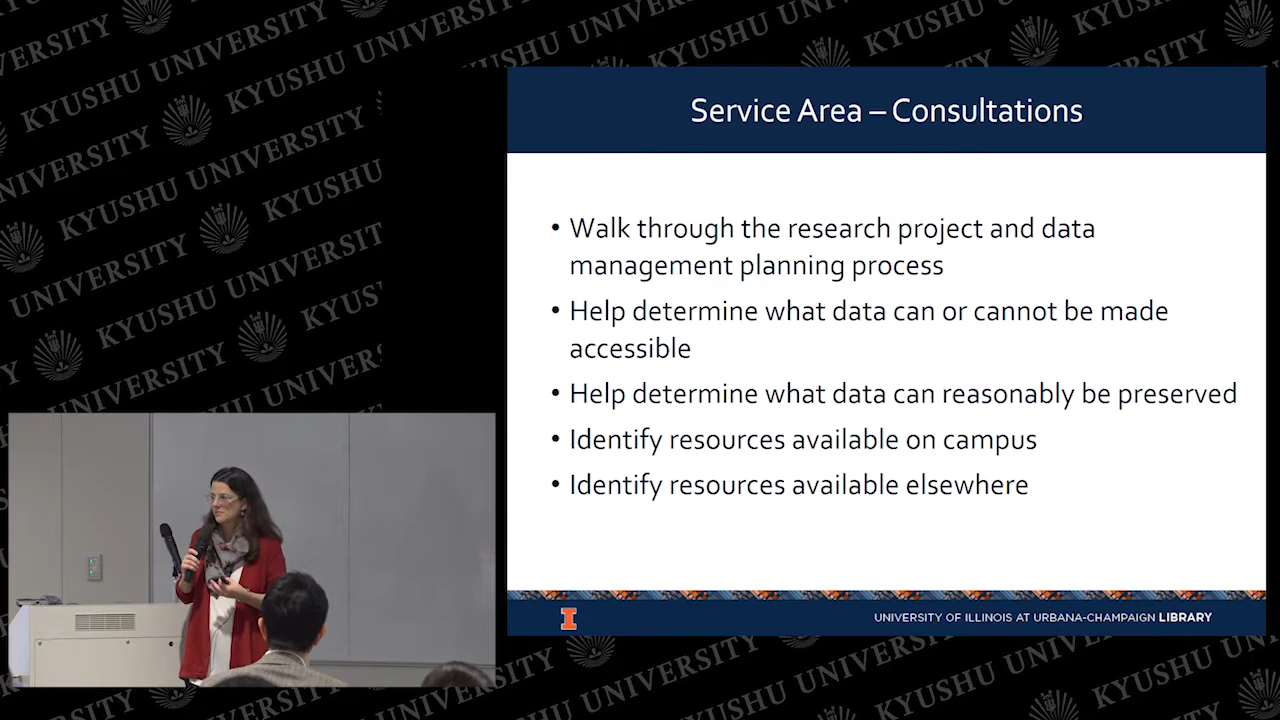 KYUSHU UNIVERSITY
Service Area – Consultations
• Walk through the research project and data
management planning process
• Help determine what data can or cannot be made
accessible
• Help determine what data can reasonably be preserved
• Identify resources available on campus
• Identify resources available elsewhere
I
UNIVERSITY OF ILLINOIS AT URBANA-CHAMPAIGN LIBRARY